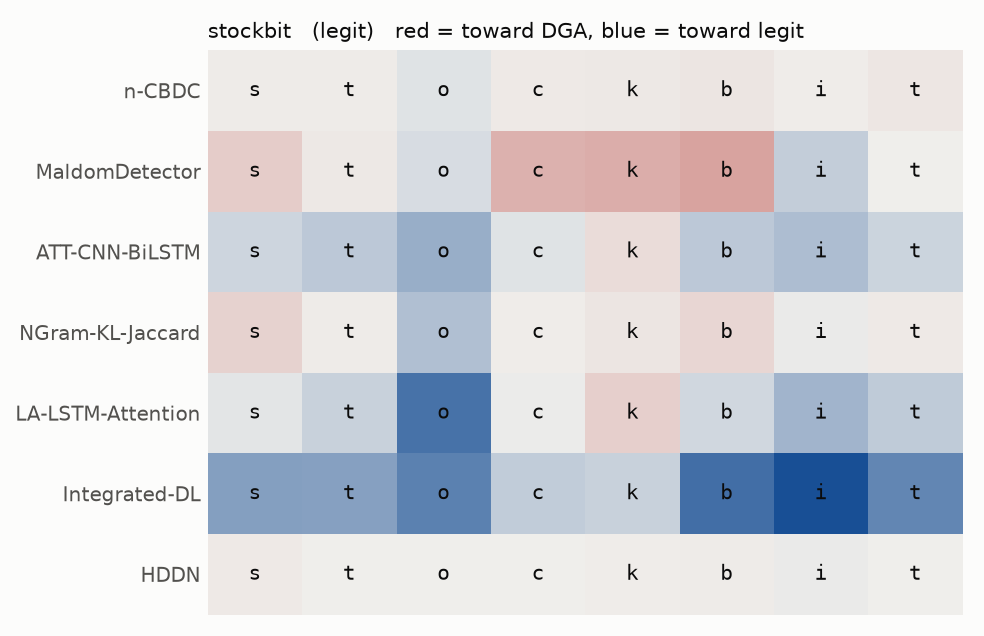 stockbit (legit) red = toward DGA, blue = toward legit
n-CBDC s t o c k b i t
MaldomDetector s t o c k b i t
ATT-CNN-BiLSTM s t o c k b i t
NGram-KL-Jaccard s t o c k b i t
LA-LSTM-Attention s t o c k b i t
Integrated-DL s t o c k b i t
HDDN s t o c k b i t